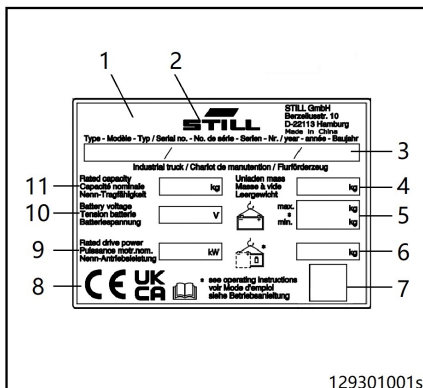 1
2
STILL
STILL GmbH
Berzeliusstr. 10
D-22113 Hamburg
Made in China
Type - Modèle - Typ / Serial no. - No. de série - Serien - Nr. / year - année - Baujahr
/ /
3
Industrial truck / Chariot de manutention / Flurförderzeug
11
Rated capacity
Capacité nominale
Nenn-Tragfähigkeit
kg
Unladen mass
Masse à vide
Leergewicht
kg
4
10
Battery voltage
Tension batterie
Batteriespannung
V
max.
*
min.
kg
kg
5
9
Rated drive power
Puissance motr.nom.
Nenn-Antriebsleistung
kW
*
kg
6
8
CE UK
CA
* see operating instructions
voir Mode d'emploi
siehe Betriebsanleitung
7
129301001s